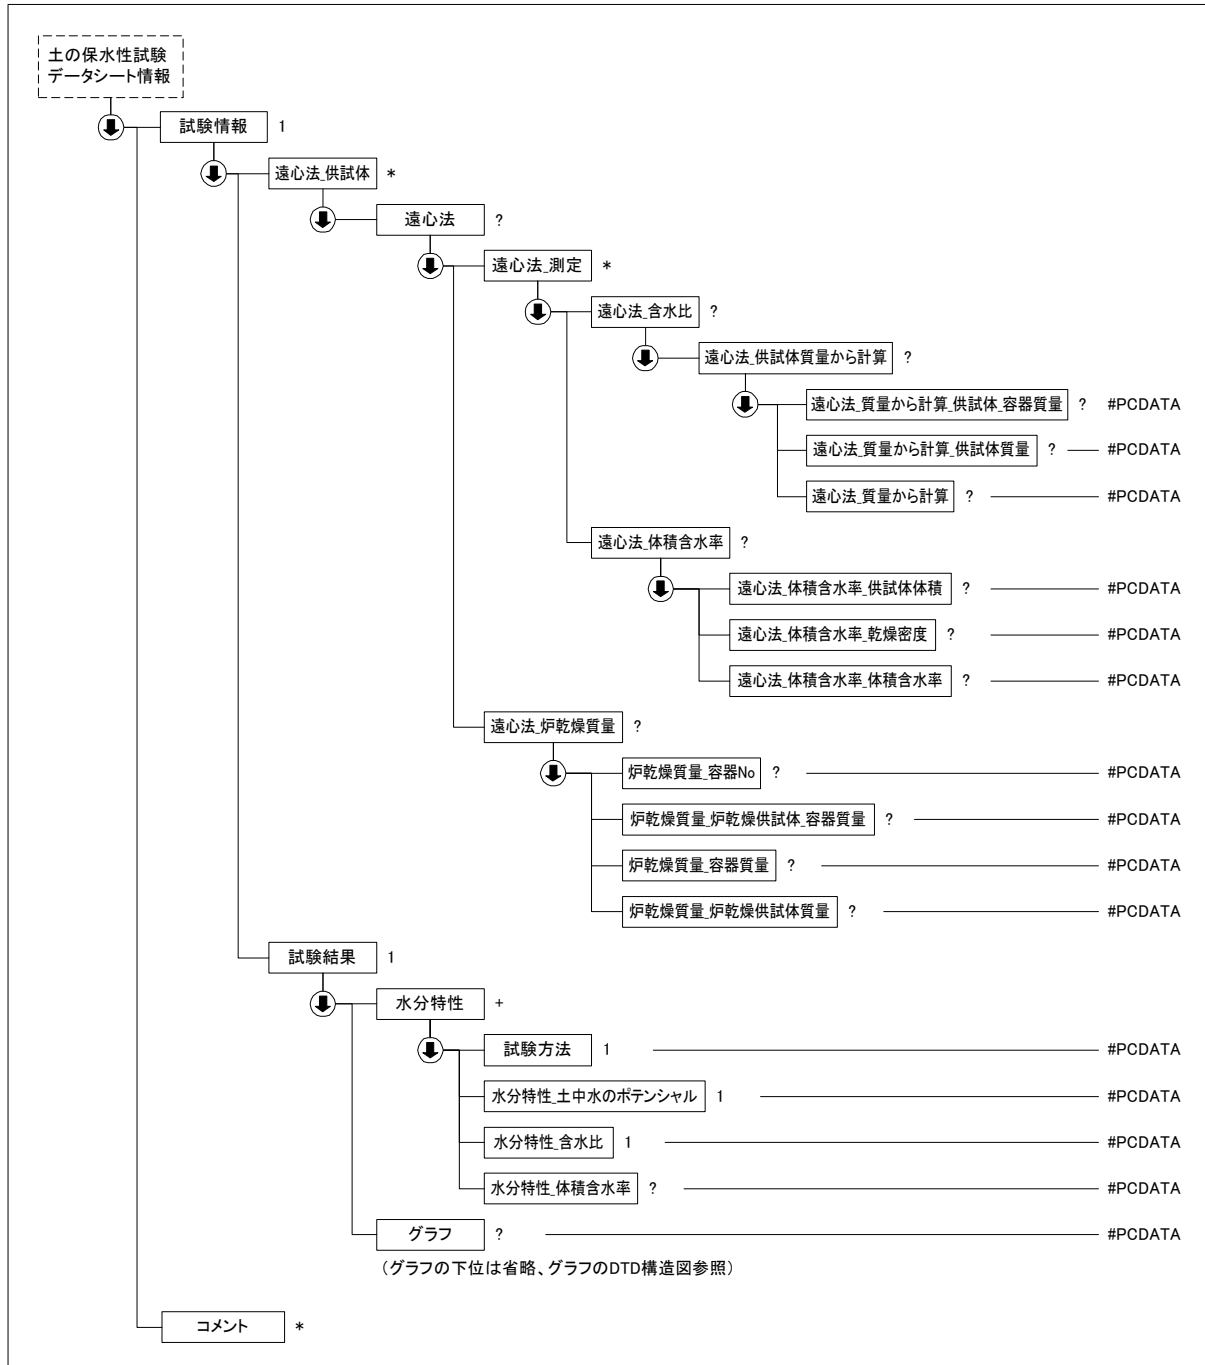 土の保水性試験
データシート情報
試験情報 1
遠心法_供試体 *
遠心法 ?
遠心法_測定 *
遠心法_含水比 ?
遠心法_供試体質量から計算 ?
遠心法_質量から計算_供試体_容器質量 ? #PCDATA
遠心法_質量から計算_供試体質量 ? #PCDATA
遠心法_質量から計算 ? #PCDATA
遠心法_体積含水率 ?
遠心法_体積含水率_供試体体積 ? #PCDATA
遠心法_体積含水率_乾燥密度 ? #PCDATA
遠心法_体積含水率_体積含水率 ? #PCDATA
遠心法_炉乾燥質量 ?
炉乾燥質量_容器No ? #PCDATA
炉乾燥質量_炉乾燥供試体_容器質量 ? #PCDATA
炉乾燥質量_容器質量 ? #PCDATA
炉乾燥質量_炉乾燥供試体質量 ? #PCDATA
試験結果 1
水分特性 +
試験方法 1 #PCDATA
水分特性_土中水のポテンシャル 1 #PCDATA
水分特性_含水比 1 #PCDATA
水分特性_体積含水率 ? #PCDATA
グラフ ? #PCDATA
（グラフの下位は省略、グラフのDTD構造図参照）
コメント *